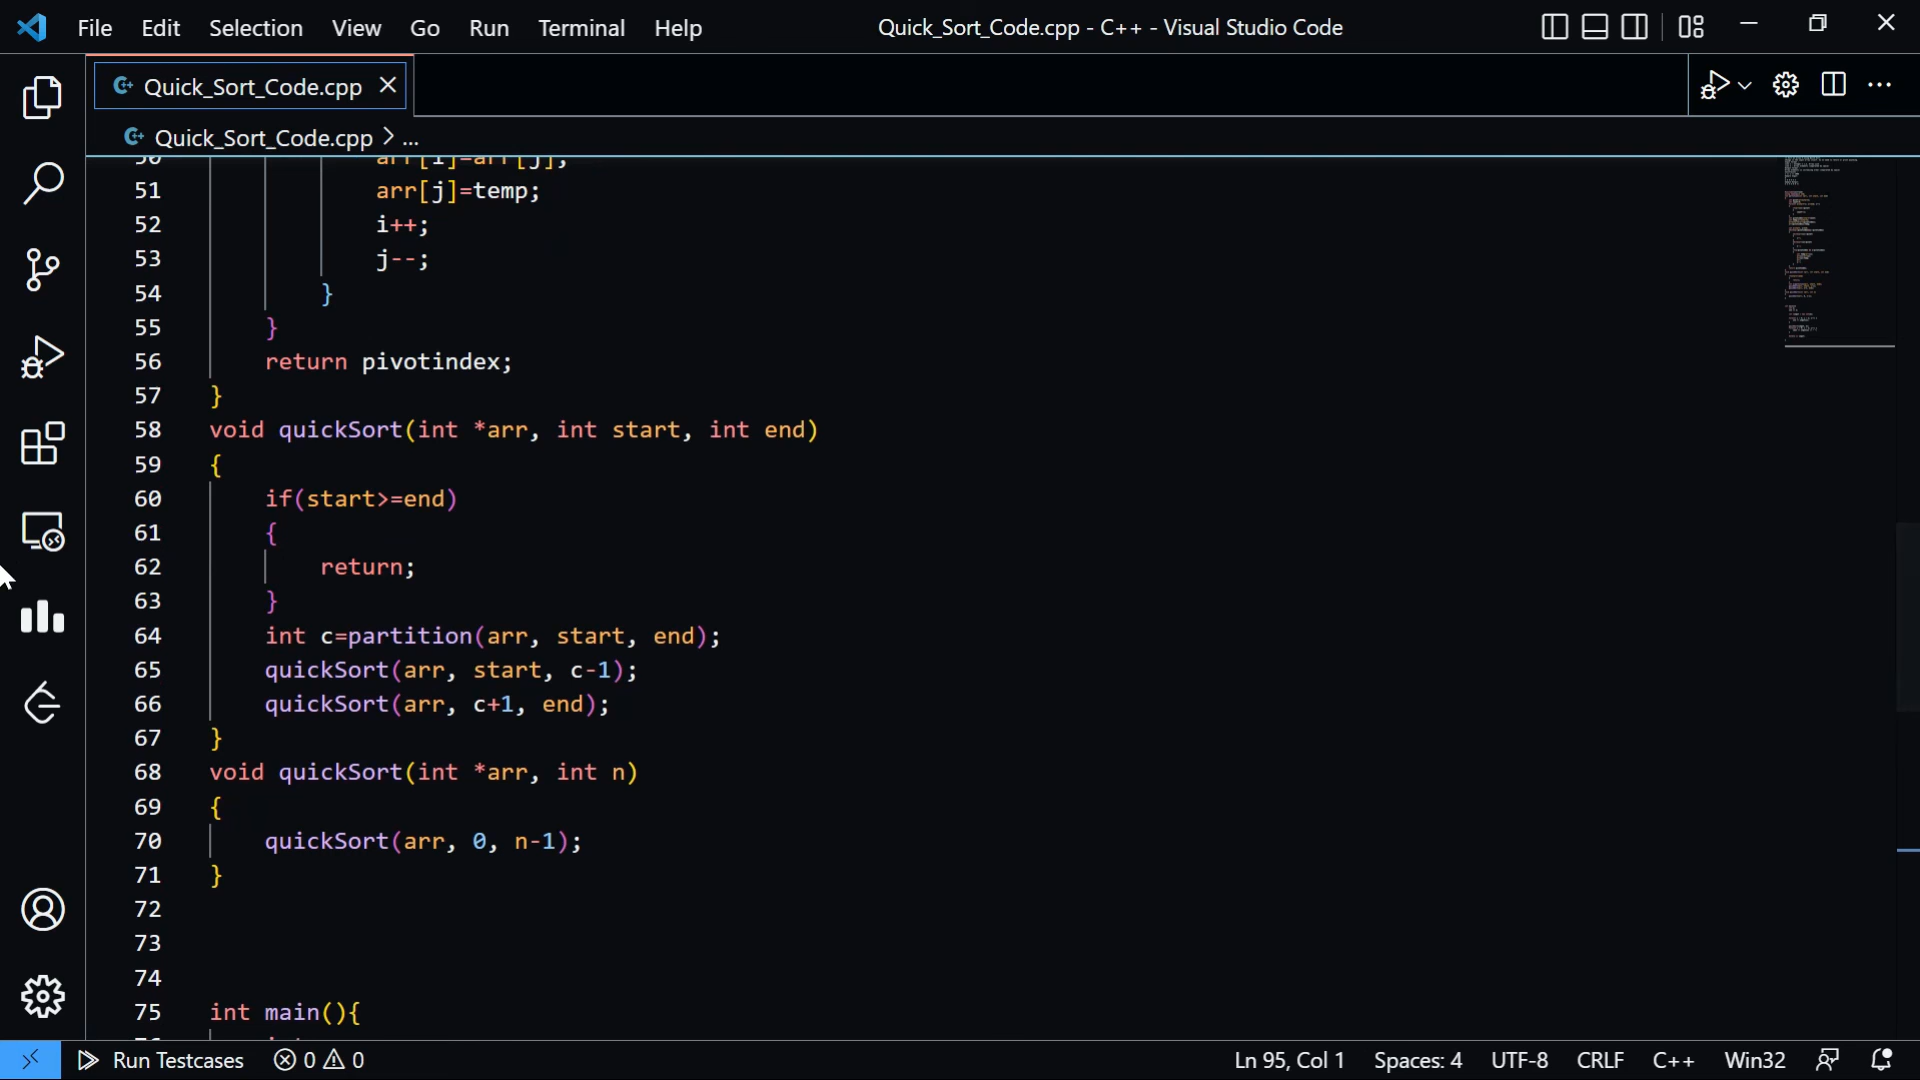 File Edit Selection View Go Run Terminal Help Quick_Sort_Code.cpp - C++ - Visual Studio Code
Quick_Sort_Code.cpp
Quick_Sort_Code.cpp > ...
50 arr[i]=arr[j];
51 arr[j]=temp;
52 i++;
53 j--;
54 }
55 }
56 return pivotindex;
57 }
58 void quickSort(int *arr, int start, int end)
59 {
60 if(start>=end)
61 {
62 return;
63 }
64 int c=partition(arr, start, end);
65 quickSort(arr, start, c-1);
66 quickSort(arr, c+1, end);
67 }
68 void quickSort(int *arr, int n)
69 {
70 quickSort(arr, 0, n-1);
71 }
72
73
74
75 int main(){
Run Testcases 0 0 Ln 95, Col 1 Spaces: 4 UTF-8 CRLF C++ Win32